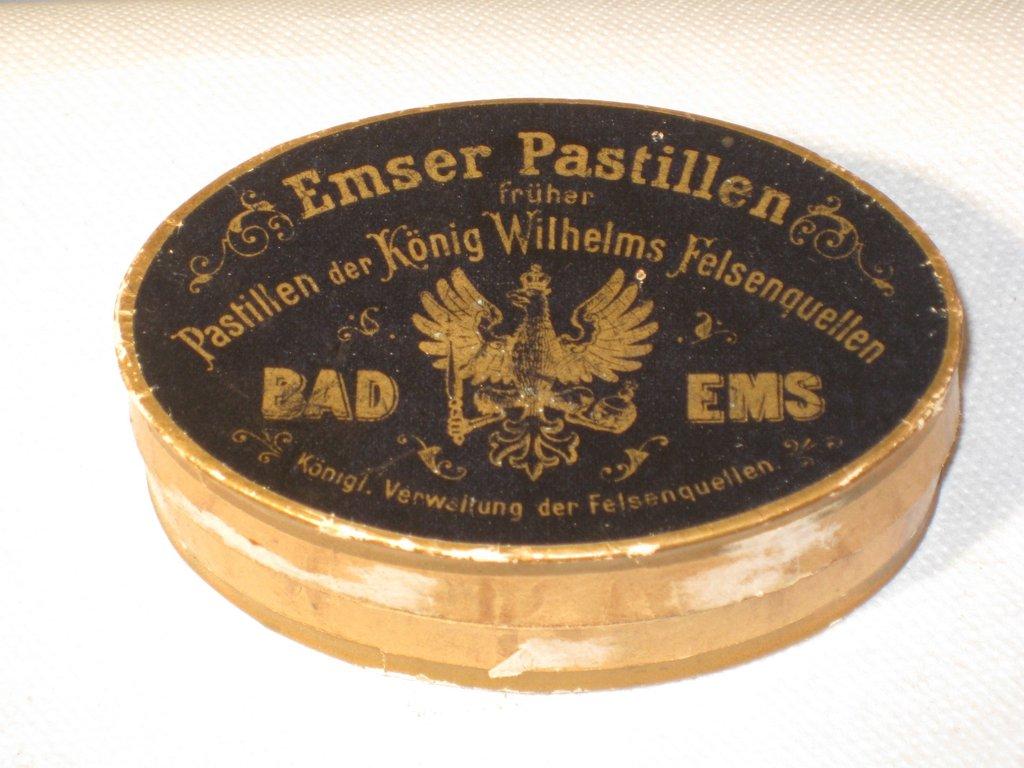 Emser Pastillen
früher
Pastillen der König Wilhelms Felsenquellen
BAD EMS
Königl. Verwaltung der Felsenquellen